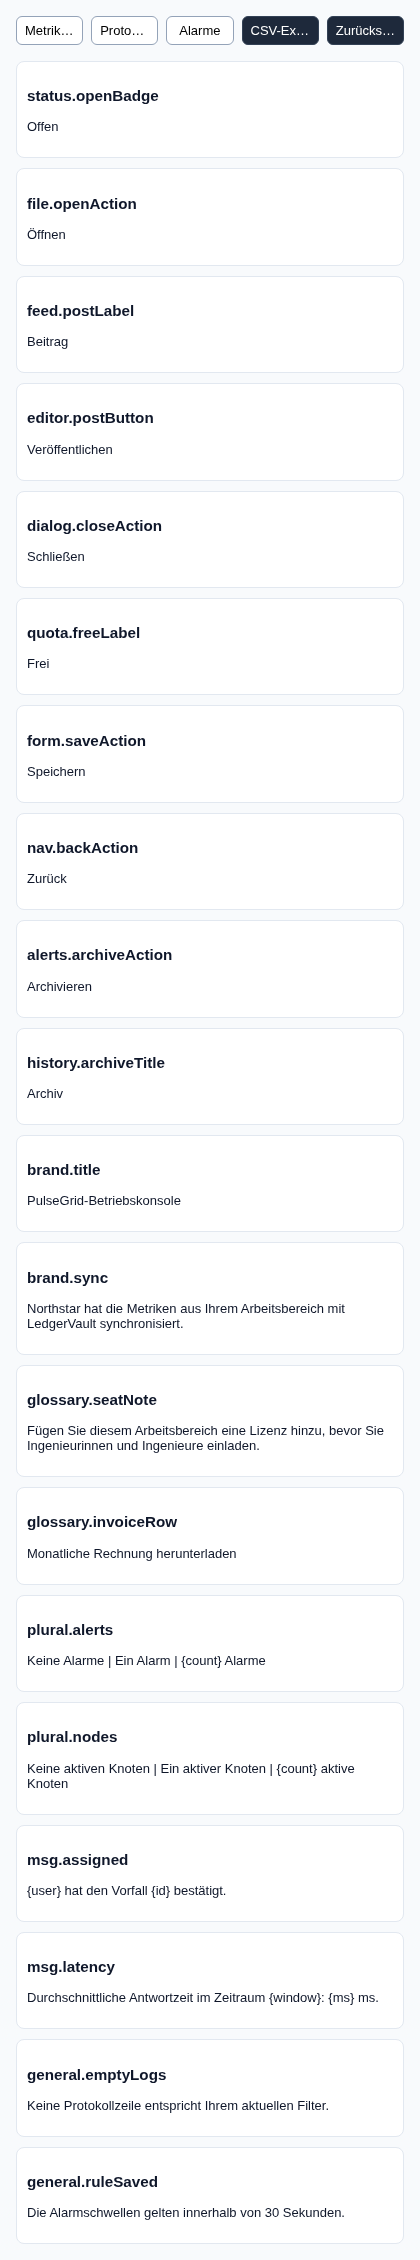 Metrik… Proto… Alarme CSV-Ex… Zurücks…
status.openBadge
Offen
file.openAction
Öffnen
feed.postLabel
Beitrag
editor.postButton
Veröffentlichen
dialog.closeAction
Schließen
quota.freeLabel
Frei
form.saveAction
Speichern
nav.backAction
Zurück
alerts.archiveAction
Archivieren
history.archiveTitle
Archiv
brand.title
PulseGrid-Betriebskonsole
brand.sync
Northstar hat die Metriken aus Ihrem Arbeitsbereich mit
LedgerVault synchronisiert.
glossary.seatNote
Fügen Sie diesem Arbeitsbereich eine Lizenz hinzu, bevor Sie
Ingenieurinnen und Ingenieure einladen.
glossary.invoiceRow
Monatliche Rechnung herunterladen
plural.alerts
Keine Alarme | Ein Alarm | {count} Alarme
plural.nodes
Keine aktiven Knoten | Ein aktiver Knoten | {count} aktive
Knoten
msg.assigned
{user} hat den Vorfall {id} bestätigt.
msg.latency
Durchschnittliche Antwortzeit im Zeitraum {window}: {ms} ms.
general.emptyLogs
Keine Protokollzeile entspricht Ihrem aktuellen Filter.
general.ruleSaved
Die Alarmschwellen gelten innerhalb von 30 Sekunden.